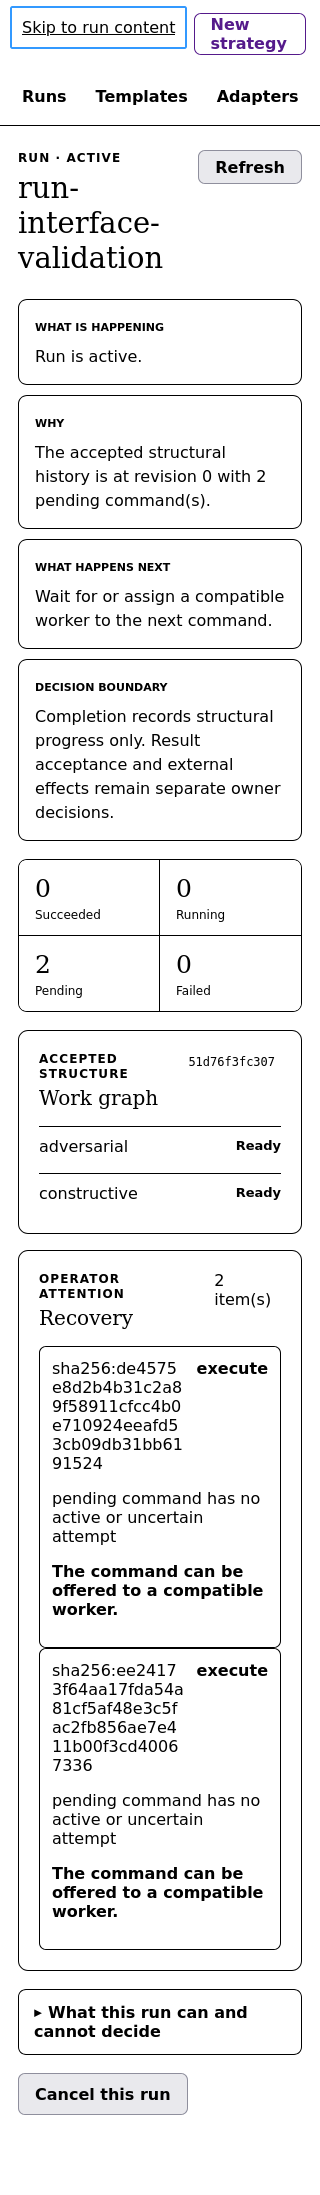 Skip to run content
New
strategy
Runs Templates Adapters
RUN · ACTIVE
Refresh
run-
interface-
validation
WHAT IS HAPPENING
Run is active.
WHY
The accepted structural
history is at revision 0 with 2
pending command(s).
WHAT HAPPENS NEXT
Wait for or assign a compatible
worker to the next command.
DECISION BOUNDARY
Completion records structural
progress only. Result
acceptance and external
effects remain separate owner
decisions.
0 0
Succeeded Running
2 0
Pending Failed
ACCEPTED
STRUCTURE
51d76f3fc307
Work graph
adversarial Ready
constructive Ready
OPERATOR
ATTENTION
2
item(s)
Recovery
sha256:de4575 execute
e8d2b4b31c2a8
9f58911cfcc4b0
e710924eeafd5
3cb09db31bb61
91524
pending command has no
active or uncertain
attempt
The command can be
offered to a compatible
worker.
sha256:ee2417 execute
3f64aa17fda54a
81cf5af48e3c5f
ac2fb856ae7e4
11b00f3cd4006
7336
pending command has no
active or uncertain
attempt
The command can be
offered to a compatible
worker.
▸ What this run can and
cannot decide
Cancel this run